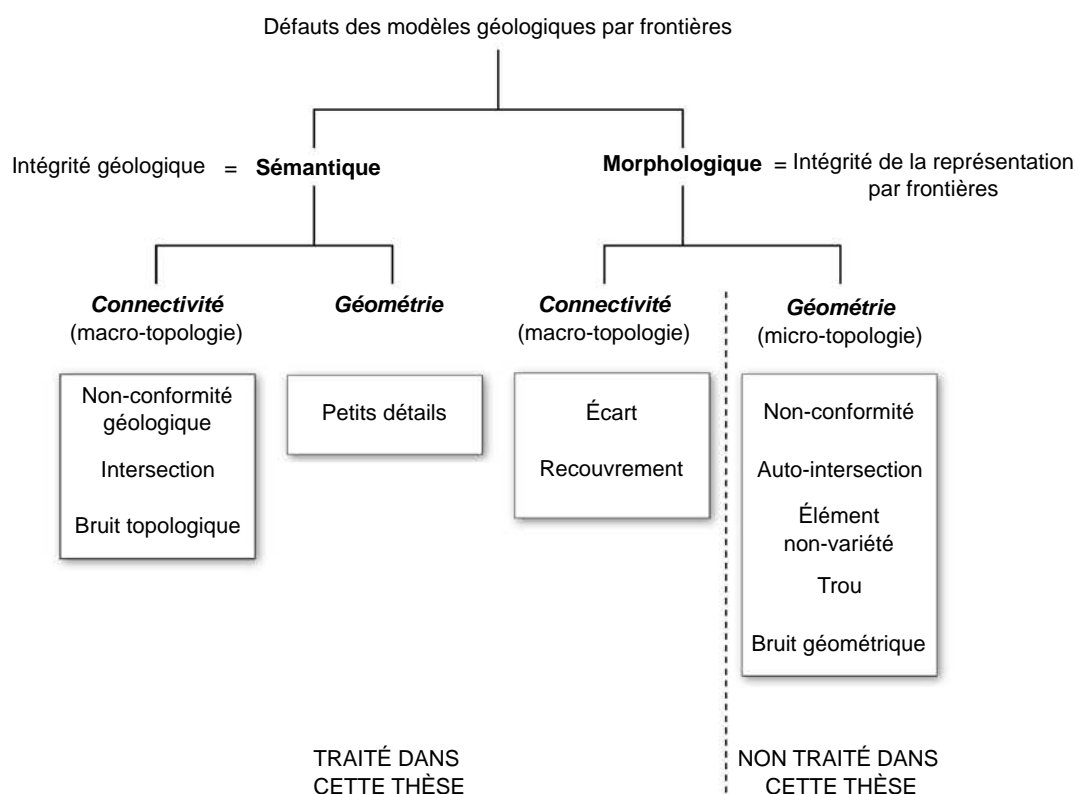 Défauts des modèles géologiques par frontières
Intégrité géologique = Sémantique
Morphologique = Intégrité de la représentation
par frontières
Connectivité
(macro-topologie)
Géométrie
Connectivité
(macro-topologie)
Géométrie
(micro-topologie)
Non-conformité
géologique
Intersection
Bruit topologique
Petits détails
Écart
Recouvrement
Non-conformité
Auto-intersection
Élément
non-variété
Trou
Bruit géométrique
TRAITÉ DANS
CETTE THÈSE
NON TRAITÉ DANS
CETTE THÈSE